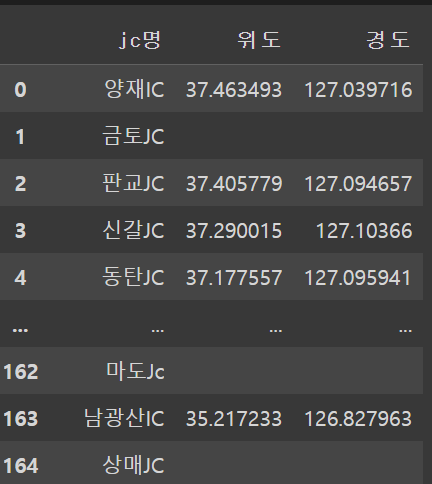 jc명 위도 경도
0 양재IC 37.463493 127.039716
1 금토JC
2 판교JC 37.405779 127.094657
3 신갈JC 37.290015 127.10366
4 동탄JC 37.177557 127.095941
... ... ... ...
162 마도Jc
163 남광산IC 35.217233 126.827963
164 상매JC